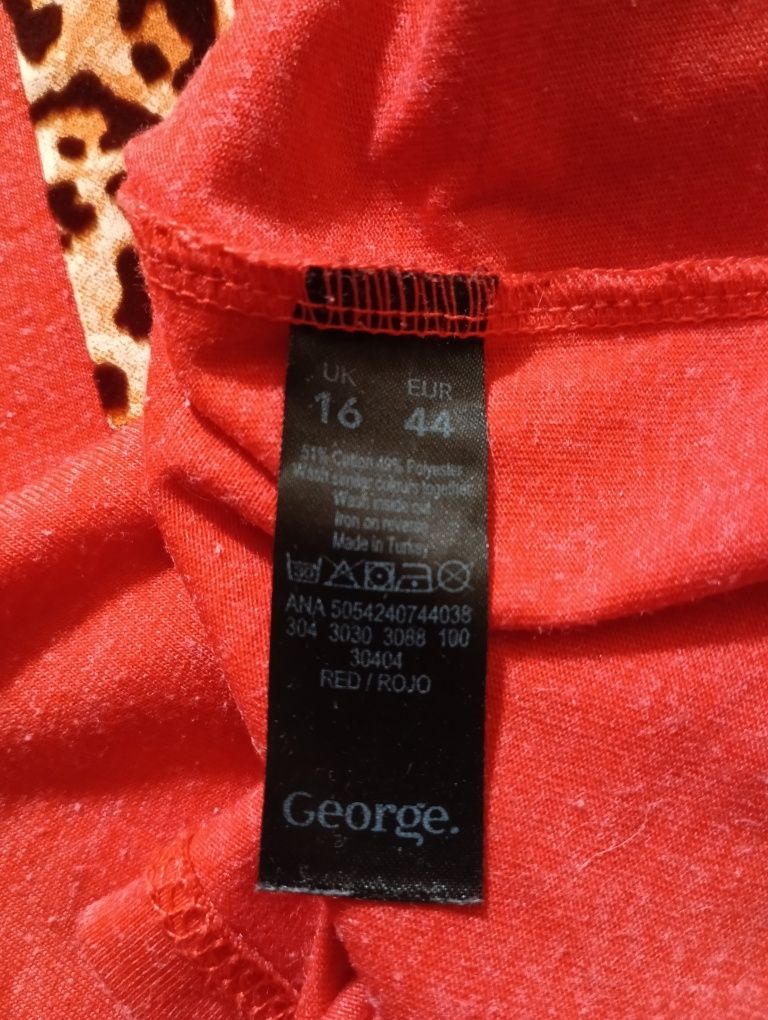 UK EUR
16 44
51% Cotton 49% Polyester
Wash similar colours together
Wash inside out
Iron on reverse
Made in Turkey
ANA 5054240744038
304 3030 3088 100
30404
RED / ROJO
George.